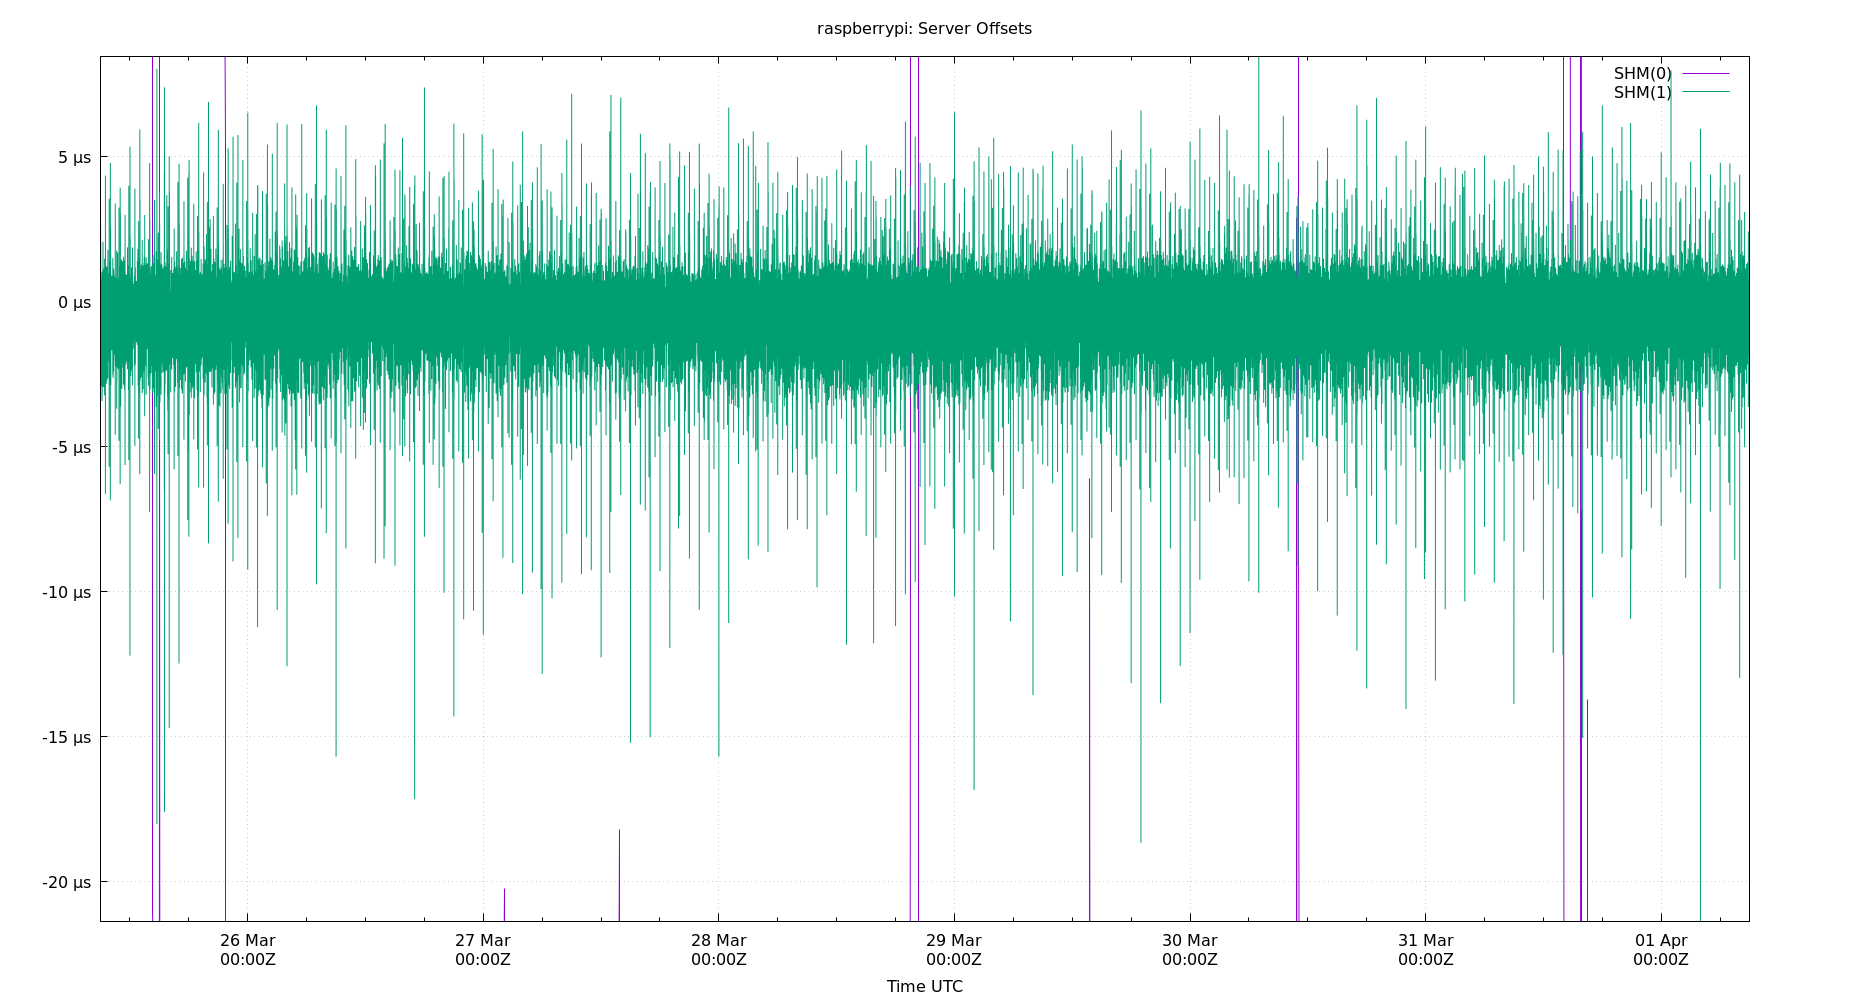 raspberrypi: Server Offsets
SHM(0)
SHM(1)
5 µs
0 µs
-5 µs
-10 µs
-15 µs
-20 µs
26 Mar 27 Mar 28 Mar 29 Mar 30 Mar 31 Mar 01 Apr
00:00Z 00:00Z 00:00Z 00:00Z 00:00Z 00:00Z 00:00Z
Time UTC